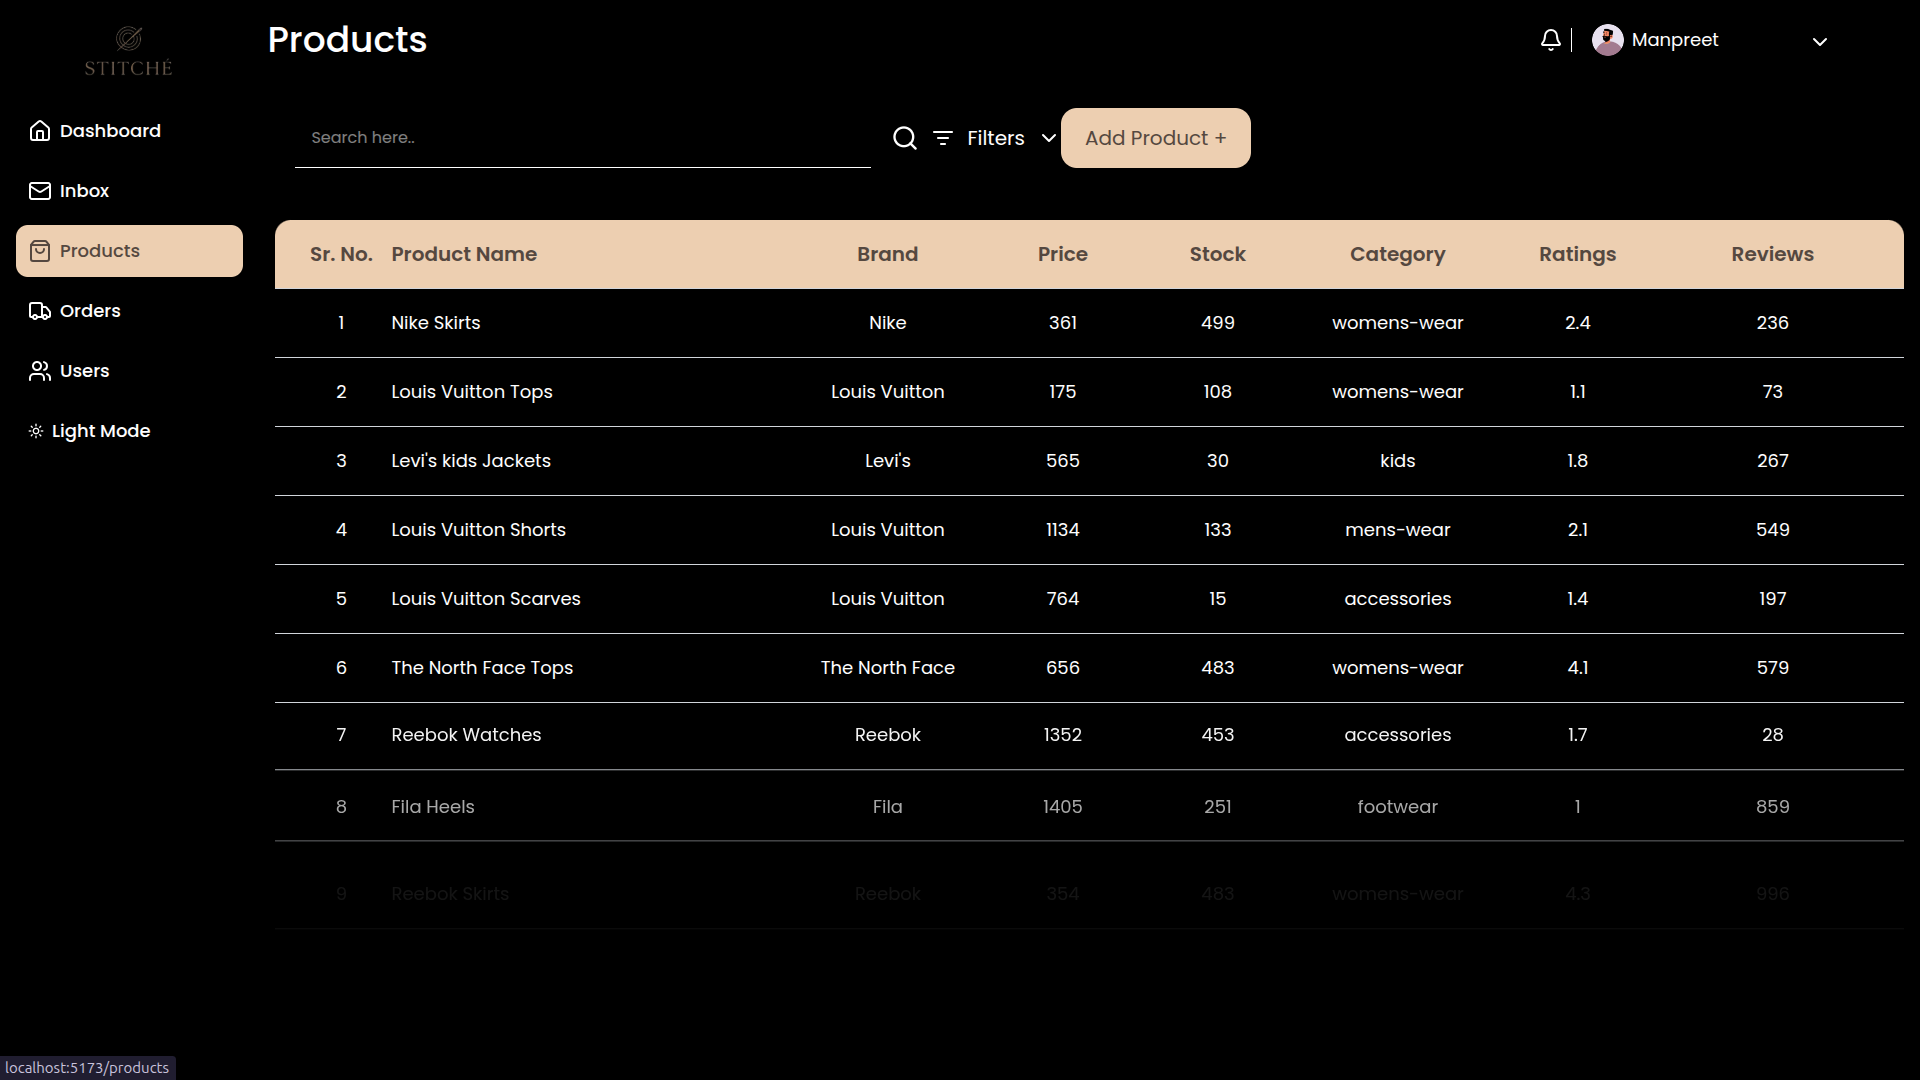 STITCHÉ
Products
Manpreet
Dashboard
Inbox
Products
Orders
Users
Light Mode
Search here..
Filters
Add Product +
Sr. No. Product Name Brand Price Stock Category Ratings Reviews
1 Nike Skirts Nike 361 499 womens-wear 2.4 236
2 Louis Vuitton Tops Louis Vuitton 175 108 womens-wear 1.1 73
3 Levi's kids Jackets Levi's 565 30 kids 1.8 267
4 Louis Vuitton Shorts Louis Vuitton 1134 133 mens-wear 2.1 549
5 Louis Vuitton Scarves Louis Vuitton 764 15 accessories 1.4 197
6 The North Face Tops The North Face 656 483 womens-wear 4.1 579
7 Reebok Watches Reebok 1352 453 accessories 1.7 28
8 Fila Heels Fila 1405 251 footwear 1 859
9 Reebok Skirts Reebok 354 483 womens-wear 4.3 996
localhost:5173/products